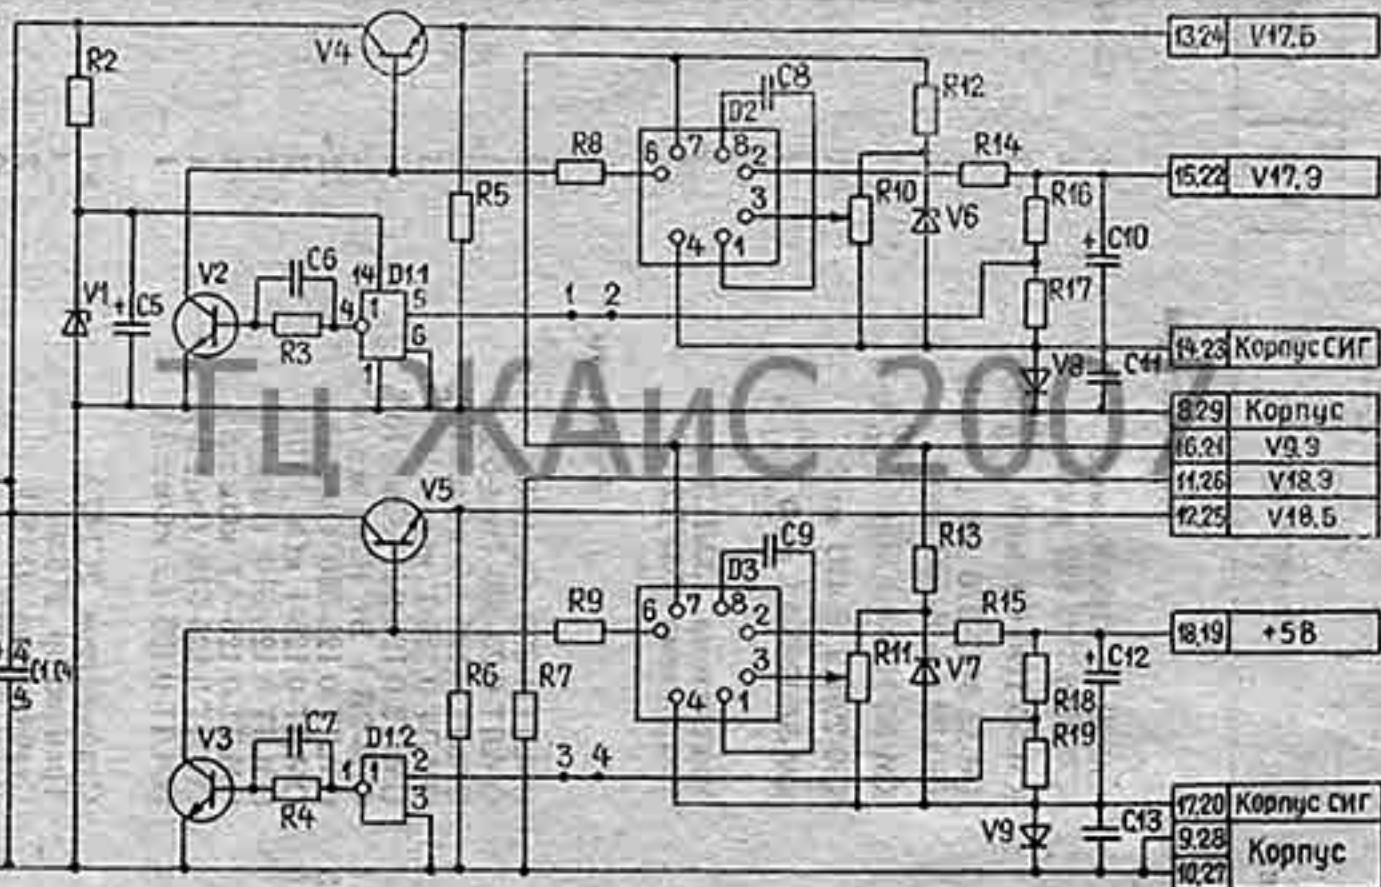 V4
R2
13.24 V17.Б
R12
C8
D2
6 7 8 2
R8
R14
3
R10
R5
R16
15.22 V17.Э
V6
C10
4 1
V2
C6
14 D1.1
V1
C5
4 1 5
6
R3
1
1 2
R17
14.23 Корпус СИГ
V8
C11
8.29 Корпус
16.21 V9.Э
11.26 V18.Э
12.25 V18.Б
ТЦ ЖАиС 200
V5
R13
C9
D3
6 7 8 2
R9
R15
3
R11
18.19 +5В
V7
C12
R6
R7
4 1
R18
V3
C7
D1.2
1 1 2
3
R4
3 4
R19
17.20 Корпус СИГ
V9
C13
9.28
10.27
Корпус